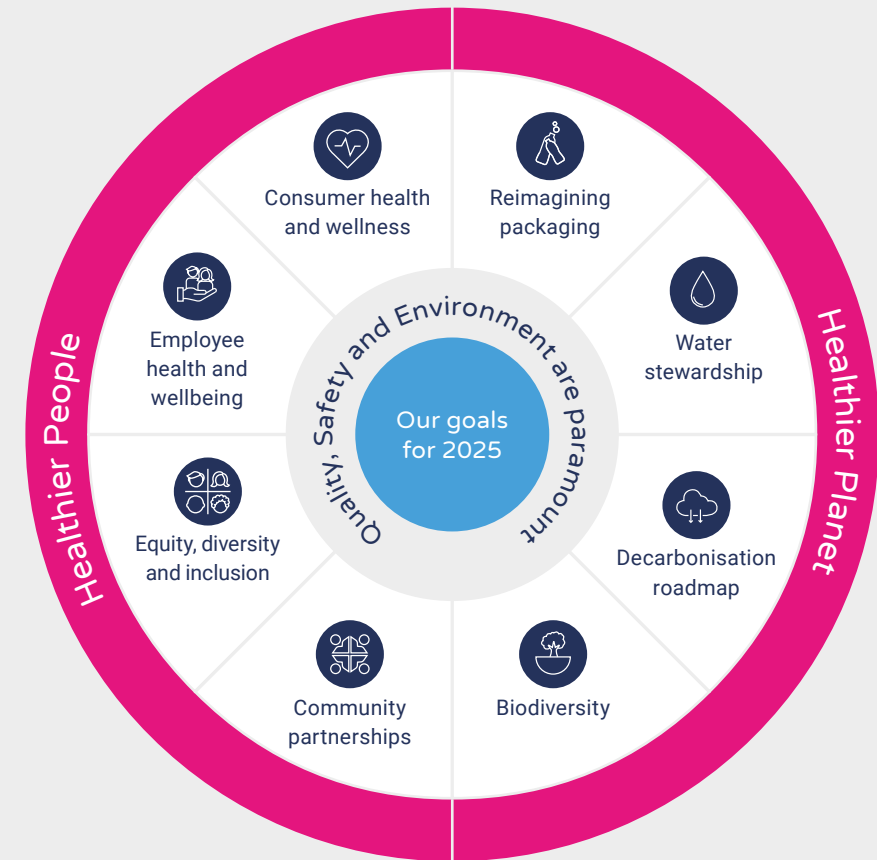 Healthier People
Healthier Planet
Consumer health
and wellness
Reimagining
packaging
Employee
health and
wellbeing
Water
stewardship
Quality, Safety and Environment are paramount
Our goals
for 2025
Equity, diversity
and inclusion
Decarbonisation
roadmap
Community
partnerships
Biodiversity